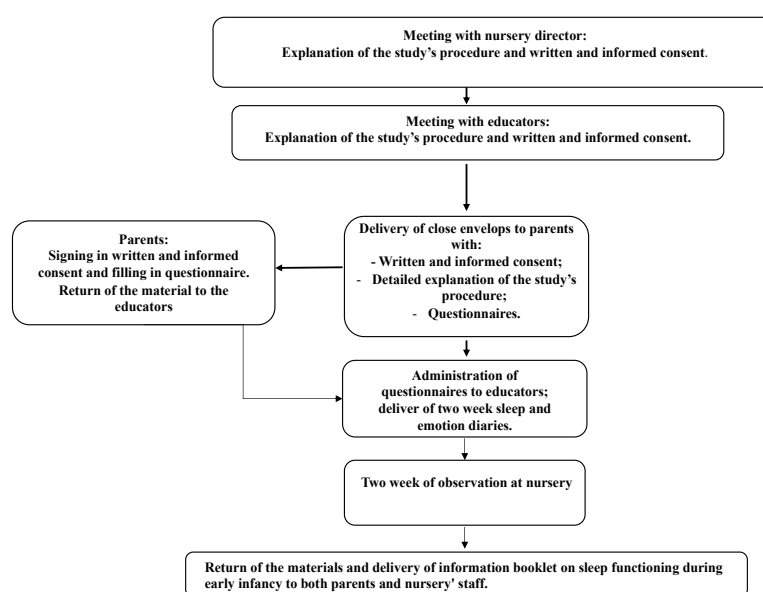 Meeting with nursery director:
Explanation of the study's procedure and written and informed consent.
Meeting with educators:
Explanation of the study's procedure and written and informed consent.
Delivery of close envelops to parents
with:
- Written and informed consent;
- Detailed explanation of the study's
procedure;
- Questionnaires.
Parents:
Signing in written and informed
consent and filling in questionnaire.
Return of the material to the
educators
Administration of
questionnaires to educators;
deliver of two week sleep and
emotion diaries.
Two week of observation at nursery
Return of the materials and delivery of information booklet on sleep functioning during
early infancy to both parents and nursery' staff.